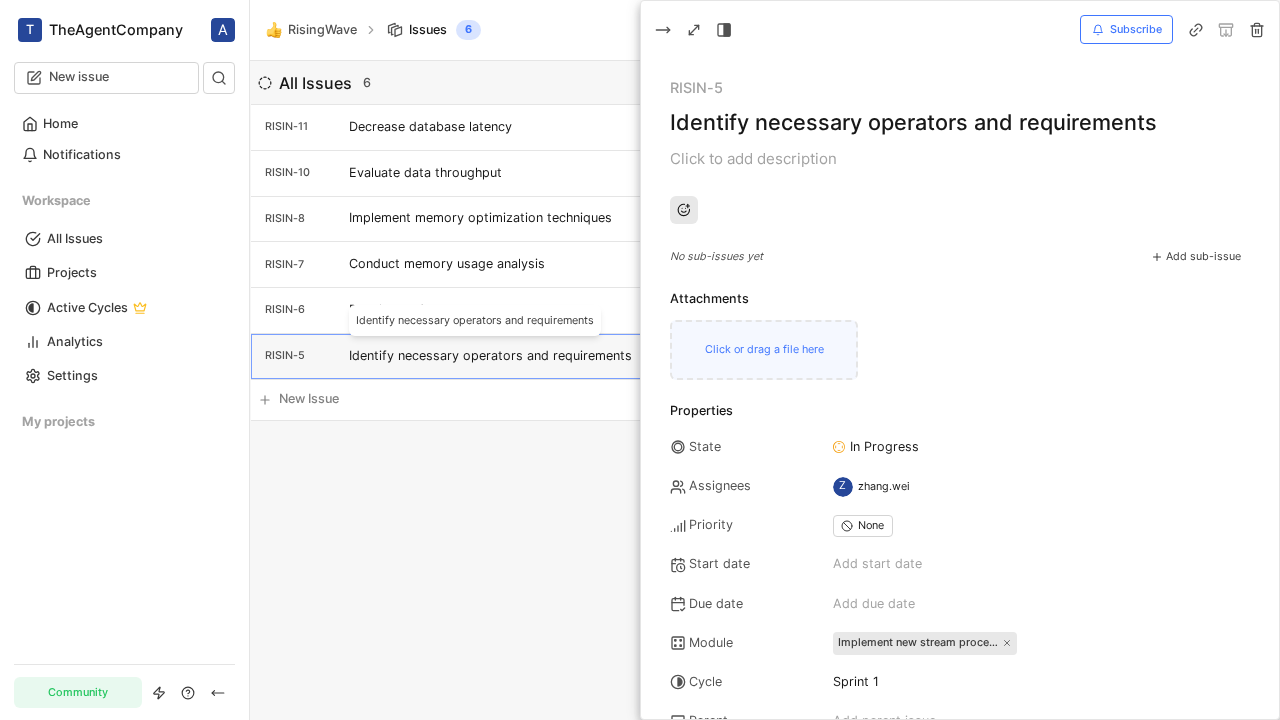 T TheAgentCompany A
New issue
Home
Notifications
Workspace
All Issues
Projects
Active Cycles
Analytics
Settings
My projects
Community
RisingWave Issues 6
All Issues 6
RISIN-11 Decrease database latency
RISIN-10 Evaluate data throughput
RISIN-8 Implement memory optimization techniques
RISIN-7 Conduct memory usage analysis
RISIN-6
Identify necessary operators and requirements
RISIN-5 Identify necessary operators and requirements
New Issue
Subscribe
RISIN-5
Identify necessary operators and requirements
Click to add description
No sub-issues yet
Add sub-issue
Attachments
Click or drag a file here
Properties
State In Progress
Assignees Z zhang.wei
Priority None
Start date Add start date
Due date Add due date
Module Implement new stream proce...
Cycle Sprint 1
Parent Add parent issue